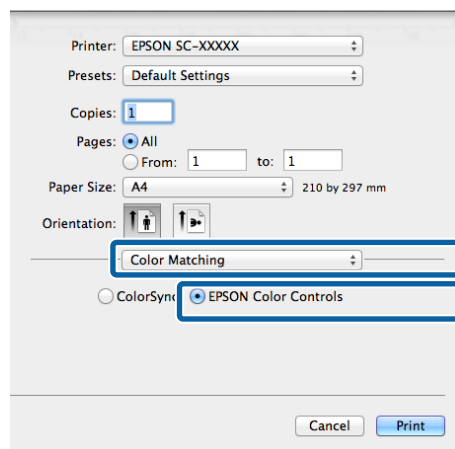 Printer: EPSON SC-XXXXX
Presets: Default Settings
Copies: 1
Pages: All
From: 1 to: 1
Paper Size: A4 210 by 297 mm
Orientation:
Color Matching
ColorSync EPSON Color Controls
Cancel Print